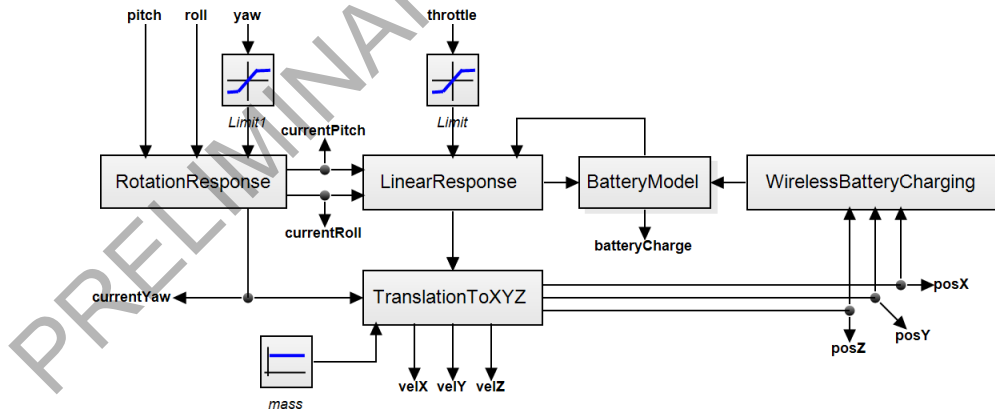 pitch roll yaw throttle
Limit1 Limit
currentPitch
RotationResponse LinearResponse BatteryModel WirelessBatteryCharging
currentRoll batteryCharge
currentYaw TranslationToXYZ posX
posY
posZ
velX velY velZ
mass
PRELIMINA